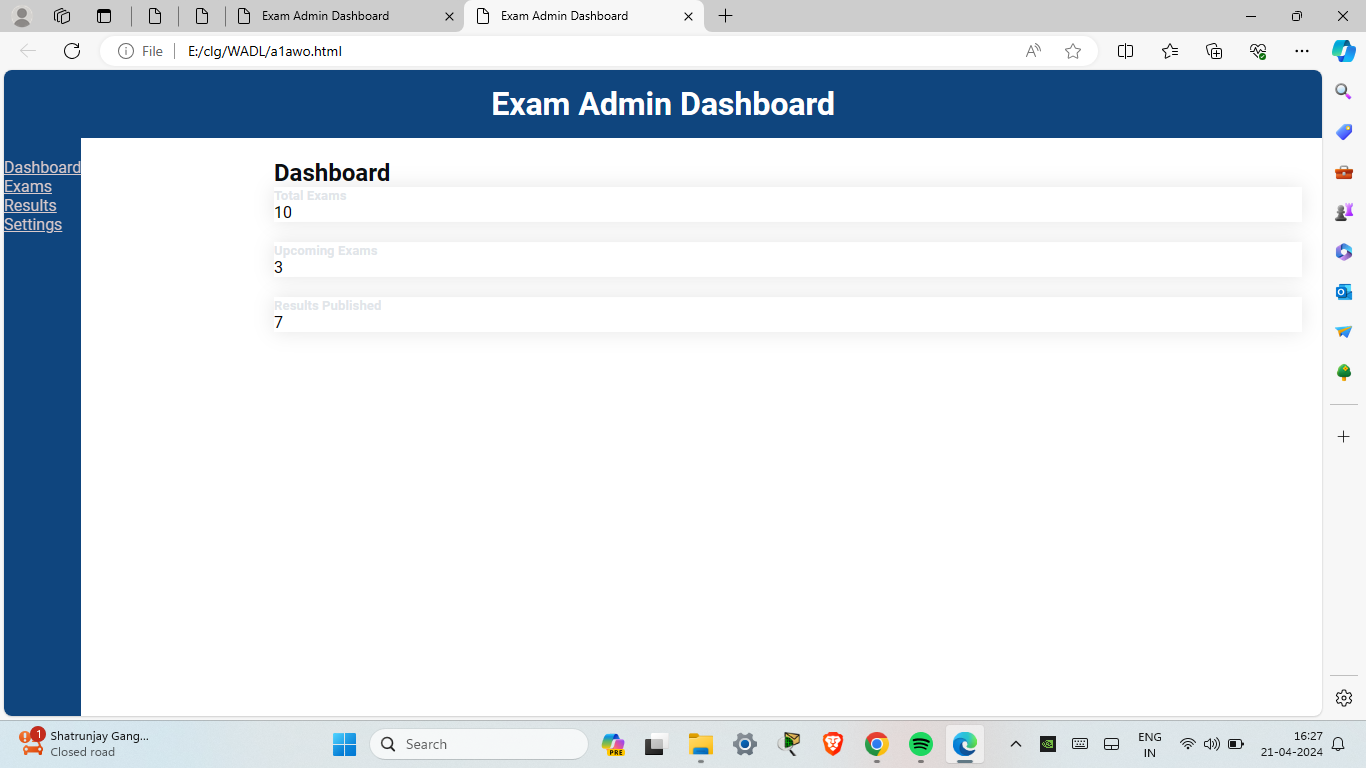 Exam Admin Dashboard
Exam Admin Dashboard
File
E:/clg/WADL/a1awo.html
Exam Admin Dashboard
Dashboard
Exams
Results
Settings
Dashboard
Total Exams
10
Upcoming Exams
3
Results Published
7
1
Shatrunjay Gang...
Closed road
Search
PRE
ENG
IN
16:27
21-04-2024